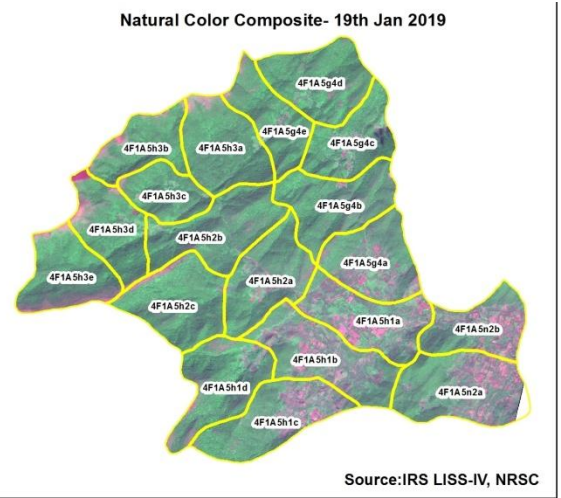 Natural Color Composite- 19th Jan 2019
4F1A5g4d
4F1A5g4e
4F1A5g4c
4F1A5h3b
4F1A5h3a
4F1A5h3c
4F1A5g4b
4F1A5h3d
4F1A5h2b
4F1A5g4a
4F1A5h3e
4F1A5h2a
4F1A5h2c
4F1A5h1a
4F1A5n2b
4F1A5h1b
4F1A5h1d
4F1A5n2a
4F1A5h1c
Source:IRS LISS-IV, NRSC